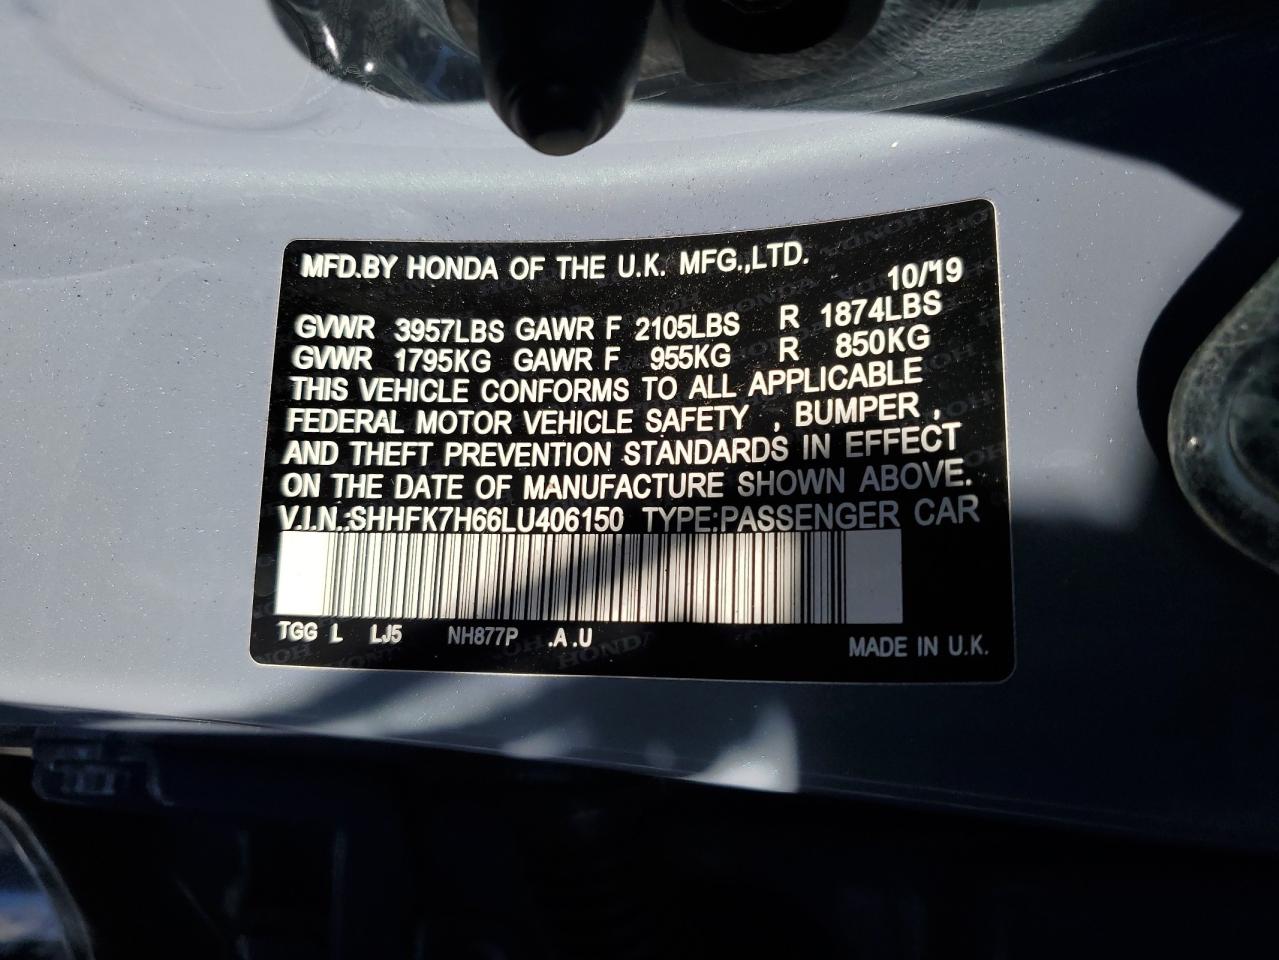 MFD.BY HONDA OF THE U.K. MFG.,LTD.
10/'19
GVWR 3957LBS GAWR F 2105LBS R 1874LBS
GVWR 1795KG GAWR F 955KG R 850KG
THIS VEHICLE CONFORMS TO ALL APPLICABLE
FEDERAL MOTOR VEHICLE SAFETY , BUMPER ,
AND THEFT PREVENTION STANDARDS IN EFFECT
ON THE DATE OF MANUFACTURE SHOWN ABOVE.
V.I.N.:SHHFK7H66LU406150 TYPE:PASSENGER CAR
TGG L LJ5 NH877P .A .U
MADE IN U.K.